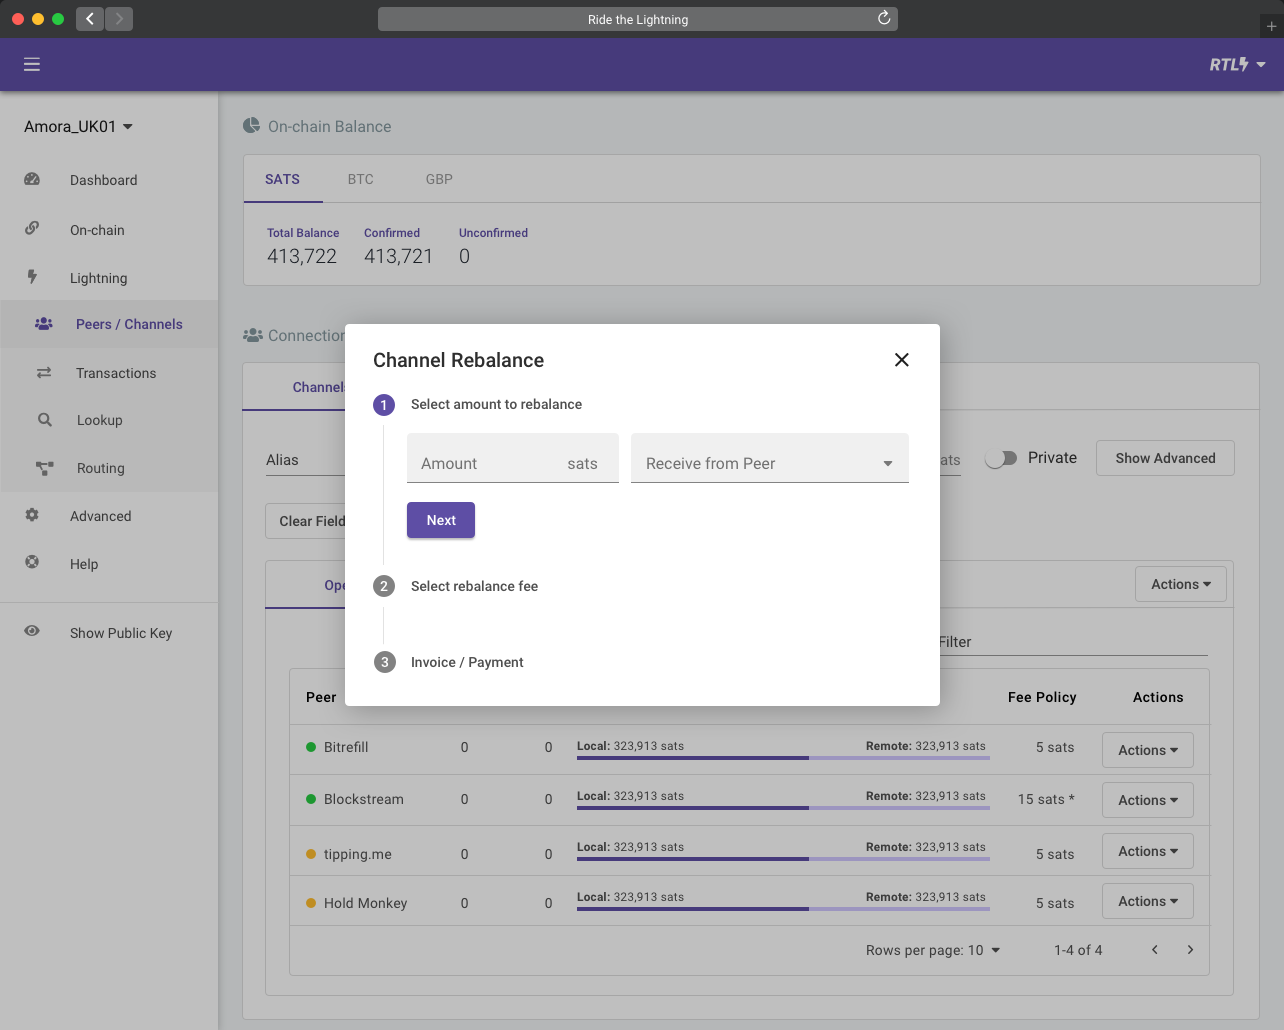 Ride the Lightning
RTL
Amora_UK01
Dashboard
On-chain
Lightning
Peers / Channels
Transactions
Lookup
Routing
Advanced
Help
Show Public Key
On-chain Balance
SATS BTC GBP
Total Balance Confirmed Unconfirmed
413,722 413,721 0
Connection
Channels
Alias
ats Private Show Advanced
Clear Field
Ope
Actions
Filter
Channel Rebalance
1 Select amount to rebalance
Amount sats Receive from Peer
Next
2 Select rebalance fee
3 Invoice / Payment
Peer Fee Policy Actions
Bitrefill 0 0 Local: 323,913 sats Remote: 323,913 sats 5 sats Actions
Blockstream 0 0 Local: 323,913 sats Remote: 323,913 sats 15 sats * Actions
tipping.me 0 0 Local: 323,913 sats Remote: 323,913 sats 5 sats Actions
Hold Monkey 0 0 Local: 323,913 sats Remote: 323,913 sats 5 sats Actions
Rows per page: 10 1-4 of 4